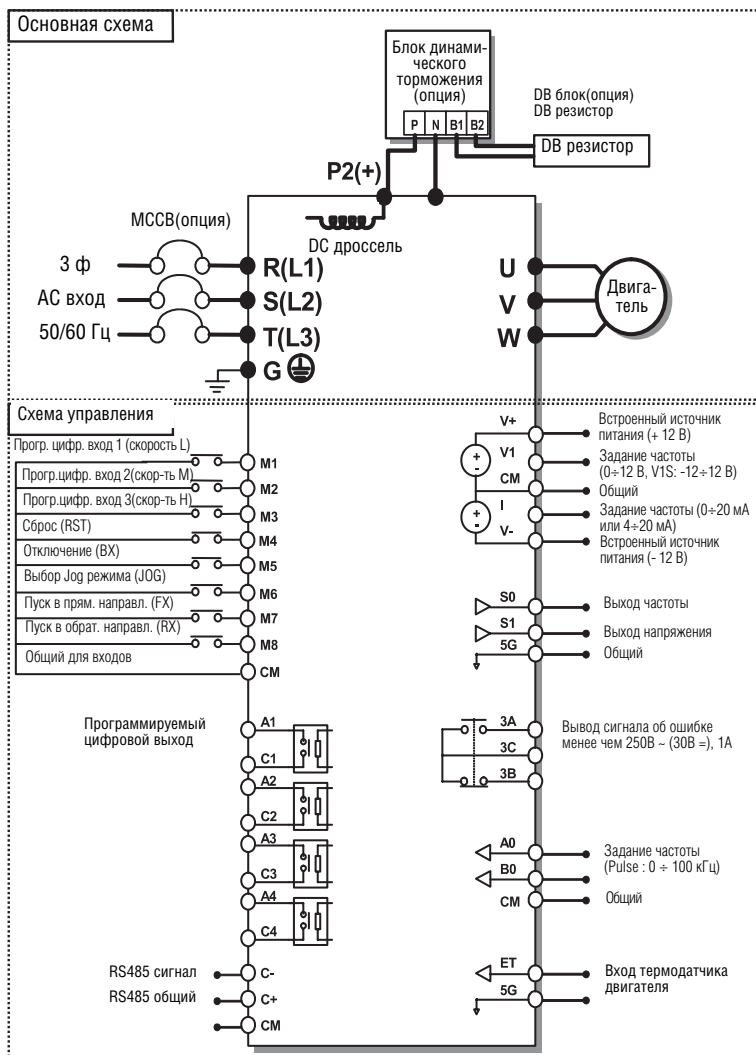 Основная схема
Блок динами-
ческого
торможения
(опция)
P N B1 B2
DB блок(опция)
DB резистор
DB резистор
P2(+)
DC дроссель
MCCB(опция)
3 ф
AC вход
50/60 Гц
R(L1)
S(L2)
T(L3)
G
U
V
W
Двига-
тель
Схема управления
Прогр. цифр. вход 1 (скорость L)
Прогр.цифр. вход 2(скор-ть M)
Прогр.цифр. вход 3(скор-ть H)
Сброс (RST)
Отключение (BX)
Выбор Jog режима (JOG)
Пуск в прям. направл. (FX)
Пуск в обрат. направл. (RX)
Общий для входов
M1
M2
M3
M4
M5
M6
M7
M8
CM
Программируемый
цифровой выход
A1
C1
A2
C2
A3
C3
A4
C4
RS485 сигнал
RS485 общий
C-
C+
CM
V+
V1
CM
I
V-
+
-
+
-
Встроенный источник
питания (+ 12 В)
Задание частоты
(0÷12 В, V1S: -12÷12 В)
Общий
Задание частоты (0÷20 мА
или 4÷20 мА)
Встроенный источник
питания (- 12 В)
S0
S1
5G
Выход частоты
Выход напряжения
Общий
3A
3C
3B
Вывод сигнала об ошибке
менее чем 250В ~ (30В =), 1А
A0
B0
CM
Задание частоты
(Pulse : 0 ÷ 100 кГц)
Общий
ET
5G
Вход термодатчика
двигателя